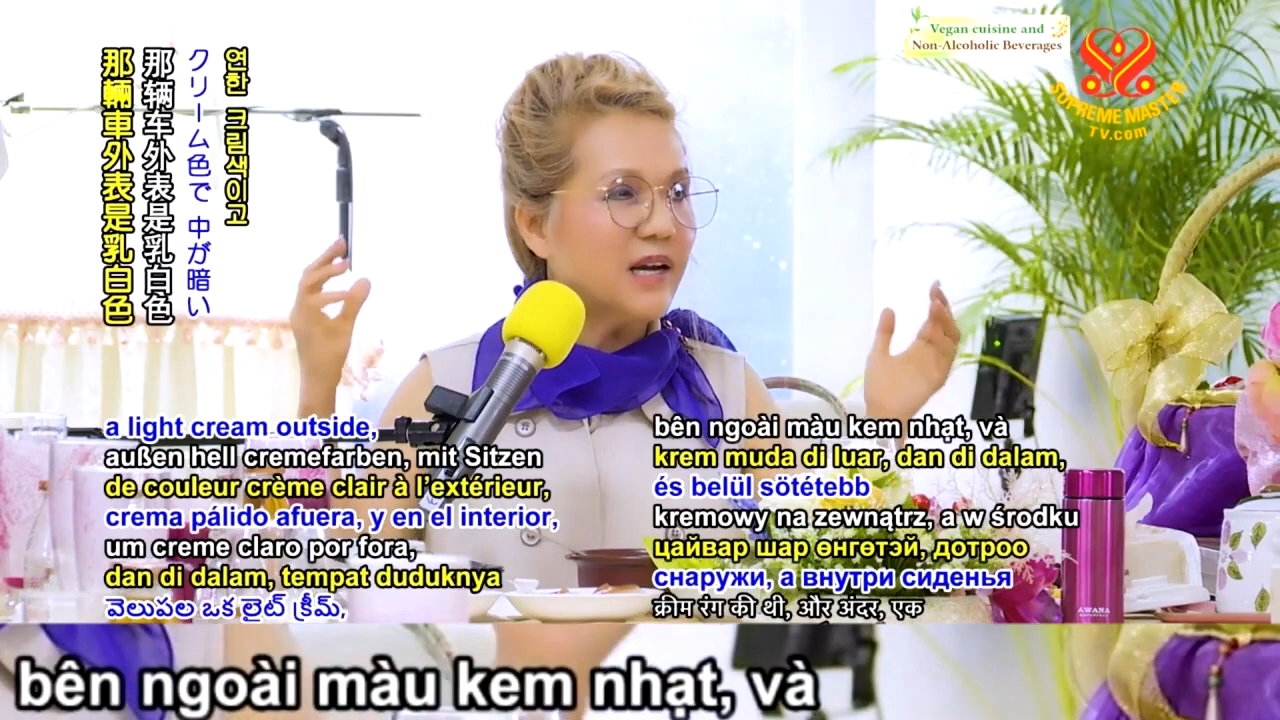 Vegan cuisine and
Non-Alcoholic Beverages
SUPREME MASTER
TV.com
연한 크림색이고
クリーム色で 中が暗い
那辆车外表是乳白色
那輛車外表是乳白色
a light cream outside,
außen hell cremefarben, mit Sitzen
de couleur crème clair à l’extérieur,
crema pálido afuera, y en el interior,
um creme claro por fora,
dan di dalam, tempat duduknya
వెలుపల ఒక లైట్ క్రీమ్,
bên ngoài màu kem nhạt, và
krem muda di luar, dan di dalam,
és belül sötétebb
kremowy na zewnątrz, a w środku
цайвар шар өнгөтэй, дотроо
снаружи, а внутри сиденья
क्रीम रंग की थी, और अंदर, एक
AWANA
bên ngoài màu kem nhạt, và